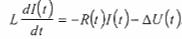 L dI(t)/dt = −R(t)I(t) − ΔU(t)